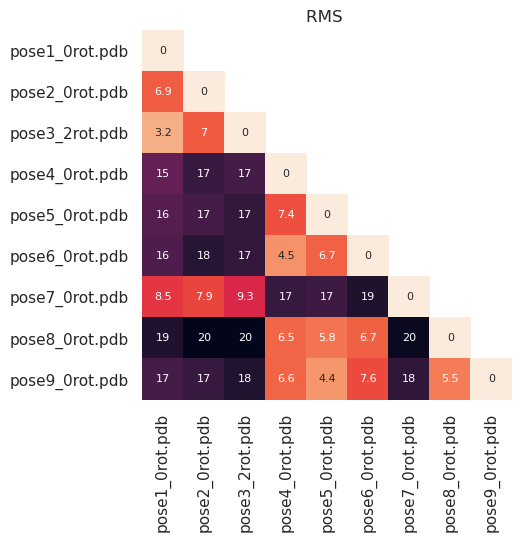 RMS
pose1_0rot.pdb 0
pose2_0rot.pdb 6.9 0
pose3_2rot.pdb 3.2 7 0
pose4_0rot.pdb 15 17 17 0
pose5_0rot.pdb 16 17 17 7.4 0
pose6_0rot.pdb 16 18 17 4.5 6.7 0
pose7_0rot.pdb 8.5 7.9 9.3 17 17 19 0
pose8_0rot.pdb 19 20 20 6.5 5.8 6.7 20 0
pose9_0rot.pdb 17 17 18 6.6 4.4 7.6 18 5.5 0
pose1_0rot.pdb
pose2_0rot.pdb
pose3_2rot.pdb
pose4_0rot.pdb
pose5_0rot.pdb
pose6_0rot.pdb
pose7_0rot.pdb
pose8_0rot.pdb
pose9_0rot.pdb